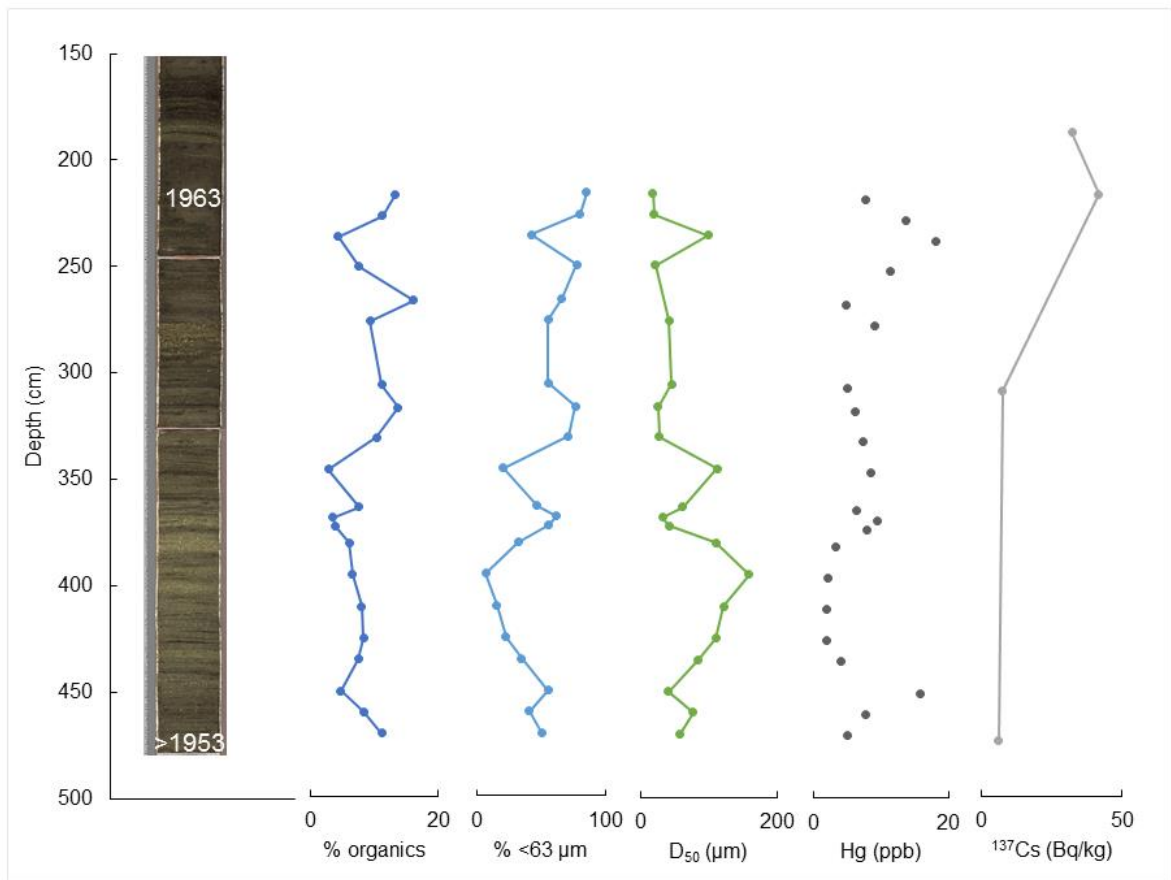 150
200
250
300
350
400
450
500
Depth (cm)
1963
>1953
0 20
% organics
0 100
% <63 µm
0 200
D₅₀ (µm)
0 20
Hg (ppb)
0 50
¹³⁷Cs (Bq/kg)